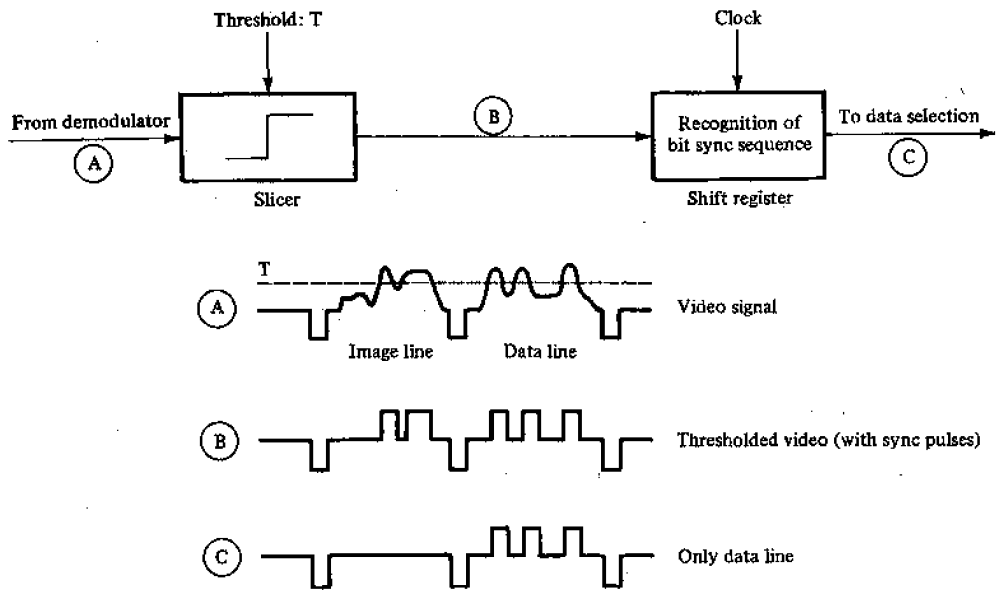 Threshold: T
Clock
From demodulator
A
B
Recognition of
bit sync sequence
To data selection
C
Slicer
Shift register
T
A
Video signal
Image line
Data line
B
Thresholded video (with sync pulses)
C
Only data line